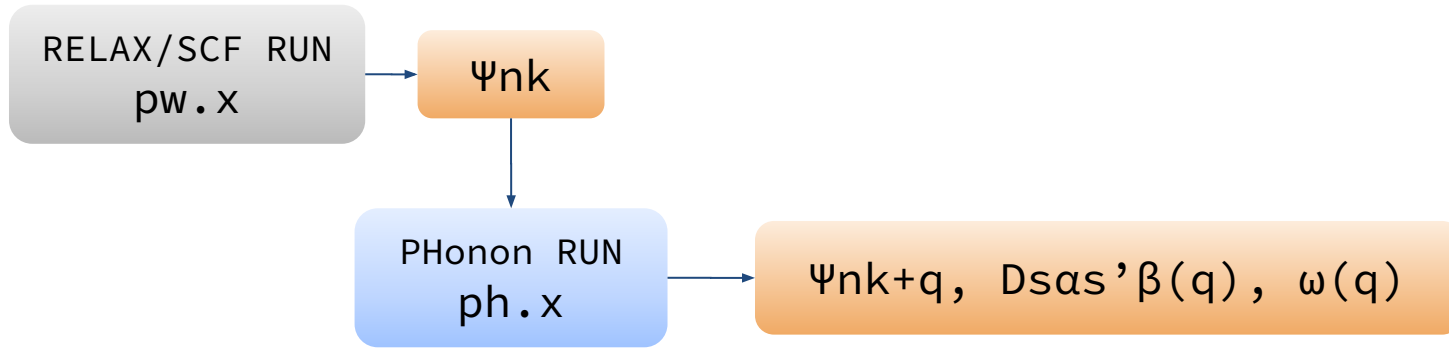 RELAX/SCF RUN
pw.x
Ψnk
PHonon RUN
ph.x
Ψnk+q, Dsαs’β(q), ω(q)